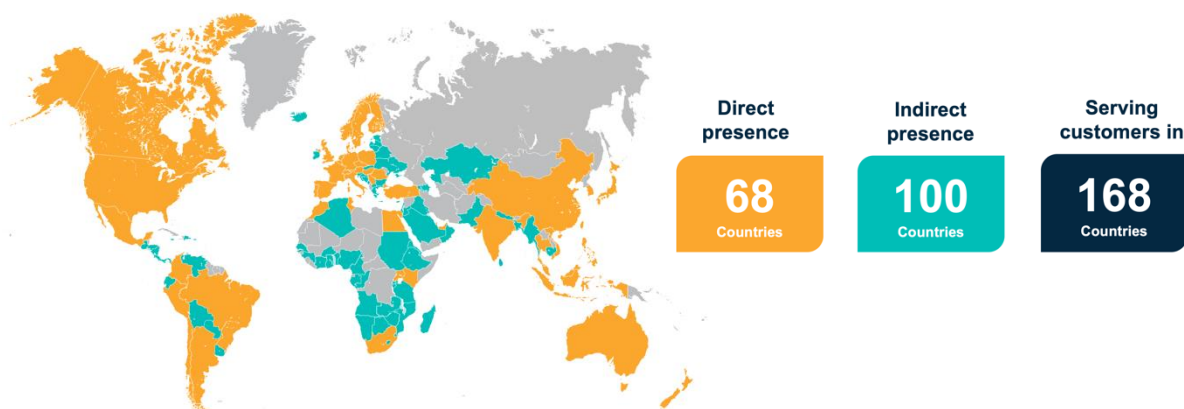 Direct
presence
68
Countries
Indirect
presence
100
Countries
Serving
customers in
168
Countries